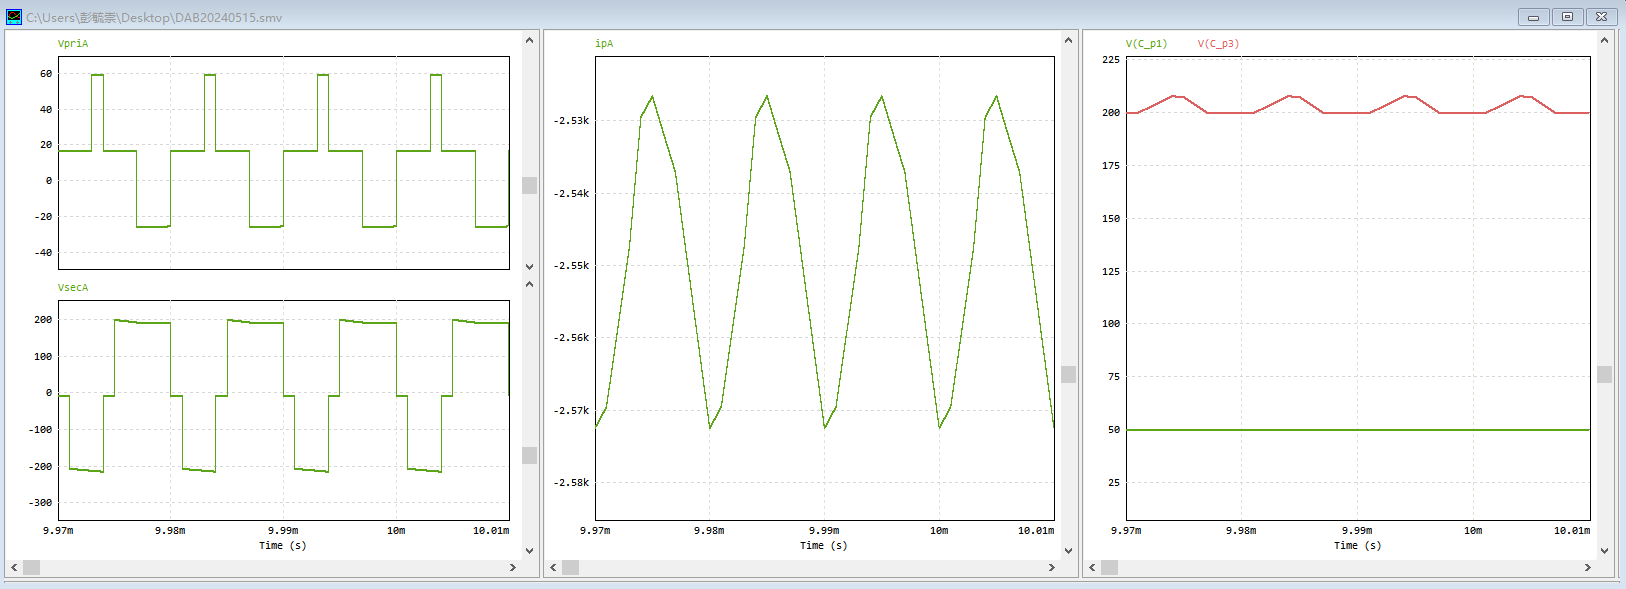 C:\Users\彭毓崇\Desktop\DAB20240515.smv
VpriA
60
40
20
0
-20
-40
VsecA
200
100
0
-100
-200
-300
9.97m 9.98m 9.99m 10m 10.01m
Time (s)
ipA
-2.53k
-2.54k
-2.55k
-2.56k
-2.57k
-2.58k
9.97m 9.98m 9.99m 10m 10.01m
Time (s)
V(C_p1) V(C_p3)
225
200
175
150
125
100
75
50
25
9.97m 9.98m 9.99m 10m 10.01m
Time (s)